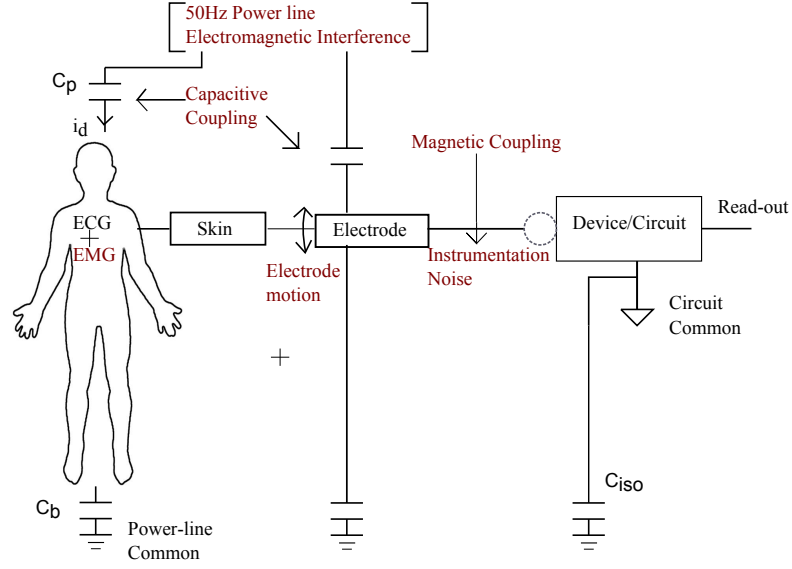 50Hz Power line
Electromagnetic Interference
Cp
Capacitive
Coupling
id
Magnetic Coupling
ECG
EMG
Skin
Electrode
Device/Circuit
Read-out
Electrode
motion
Instrumentation
Noise
Circuit
Common
Ciso
Cb
Power-line
Common